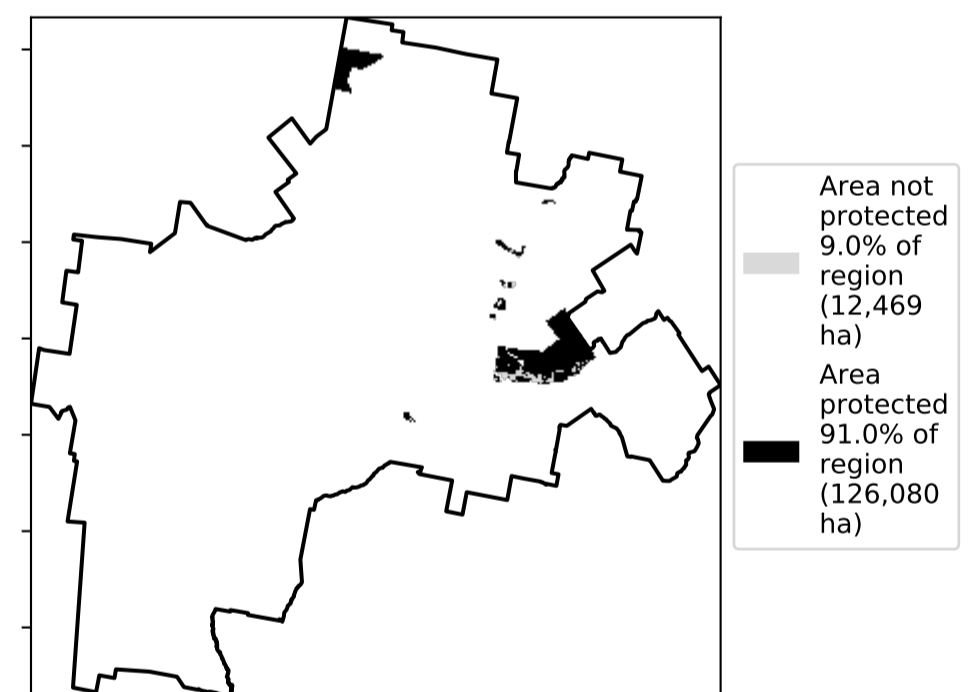 Area not
protected
9.0% of
region
(12,469
ha)
Area
protected
91.0% of
region
(126,080
ha)